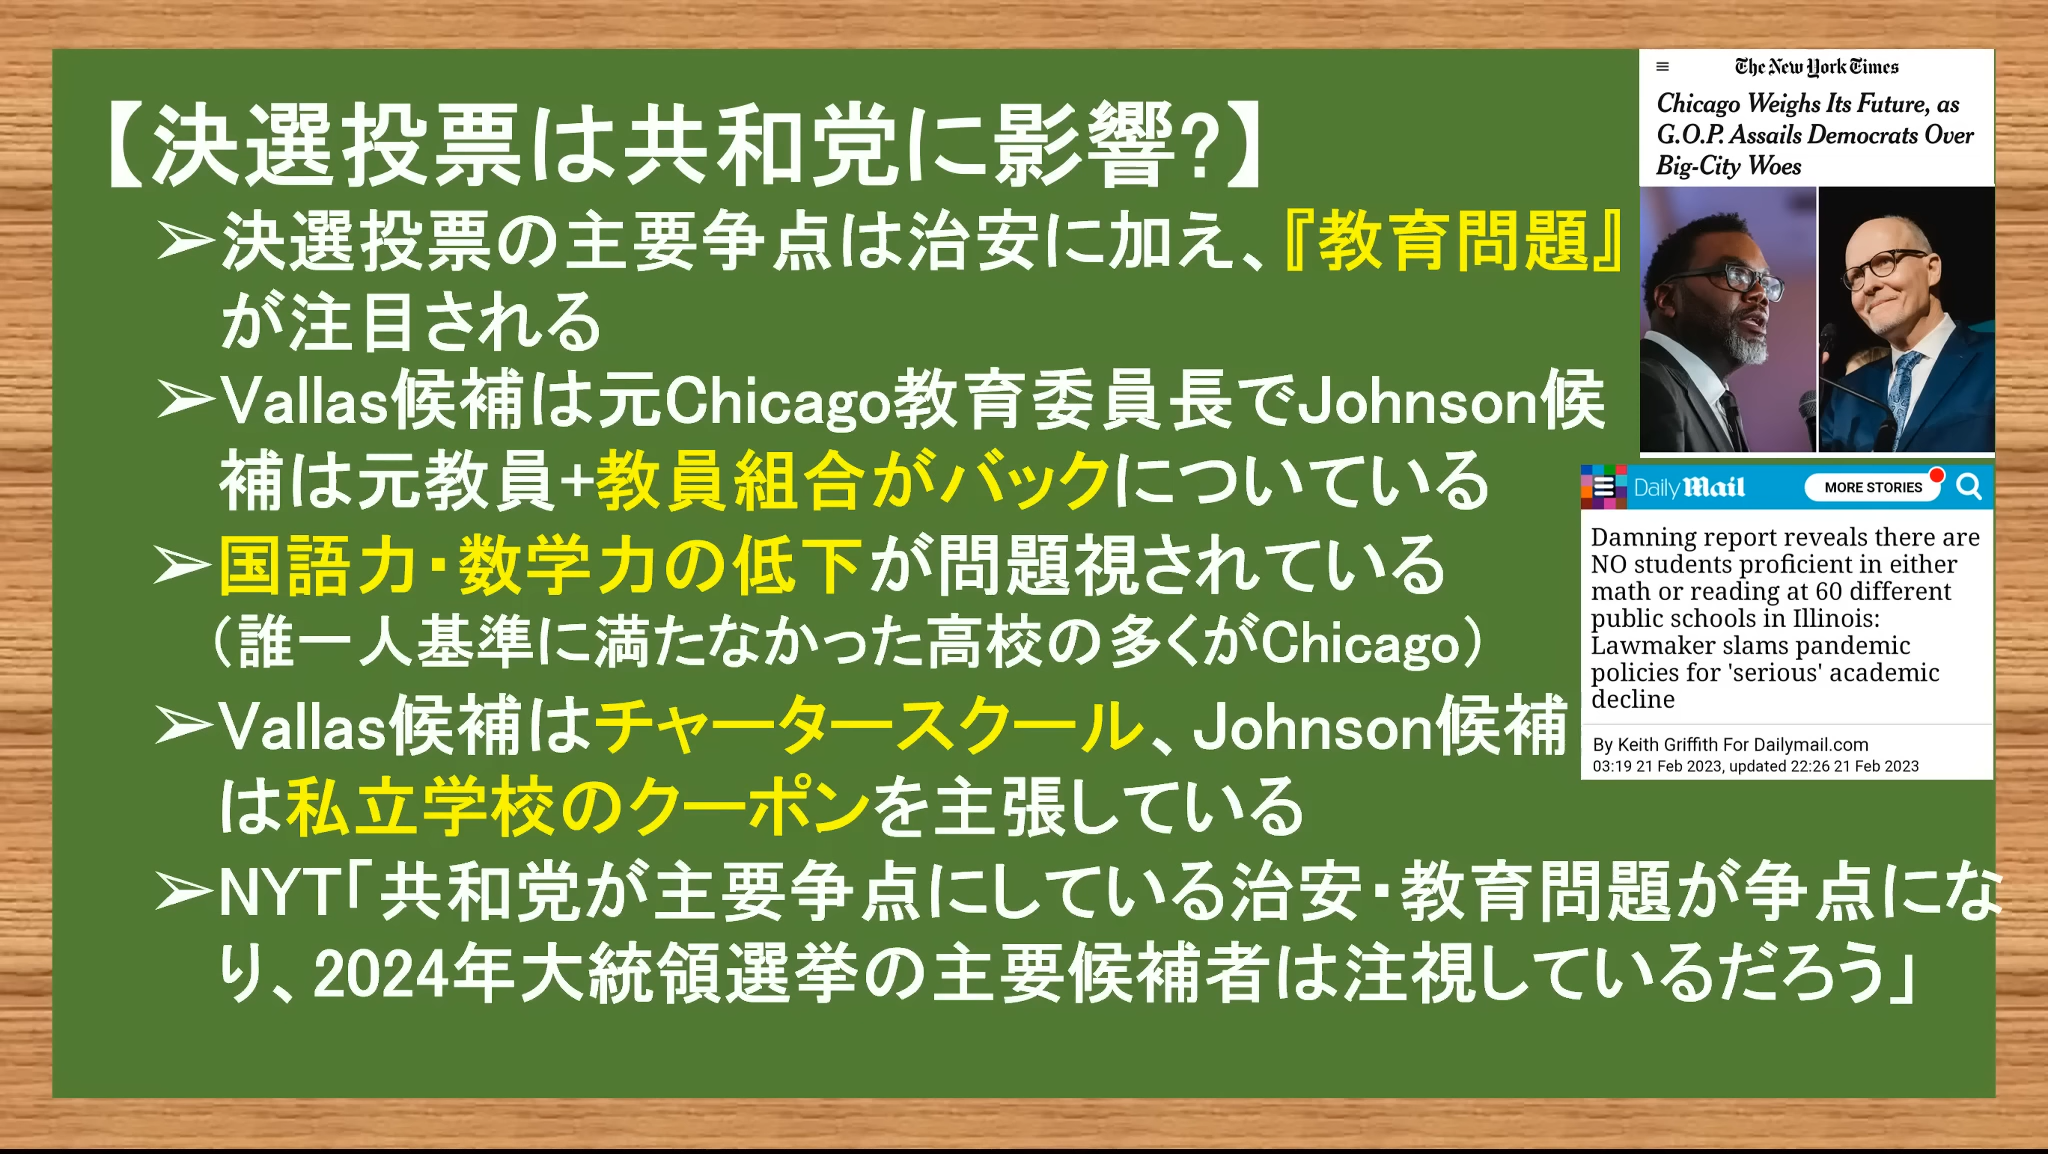 【決選投票は共和党に影響?】
➢決選投票の主要争点は治安に加え、『教育問題』
が注目される
➢Vallas候補は元Chicago教育委員長でJohnson候
補は元教員+教員組合がバックについている
➢国語力・数学力の低下が問題視されている
（誰一人基準に満たなかった高校の多くがChicago）
➢Vallas候補はチャータースクール、Johnson候補
は私立学校のクーポンを主張している
➢NYT「共和党が主要争点にしている治安・教育問題が争点にな
り、2024年大統領選挙の主要候補者は注視しているだろう」
The New York Times
Chicago Weighs Its Future, as
G.O.P. Assails Democrats Over
Big-City Woes
Daily Mail
MORE STORIES
Damning report reveals there are
NO students proficient in either
math or reading at 60 different
public schools in Illinois:
Lawmaker slams pandemic
policies for 'serious' academic
decline
By Keith Griffith For Dailymail.com
03:19 21 Feb 2023, updated 22:26 21 Feb 2023